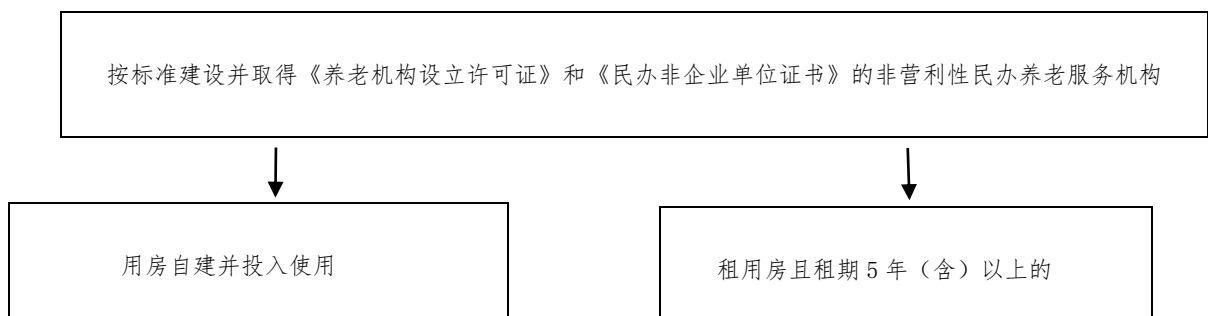 按标准建设并取得《养老机构设立许可证》和《民办非企业单位证书》的非营利性民办养老服务机构
用房自建并投入使用
租用房且租期 5 年（含）以上的